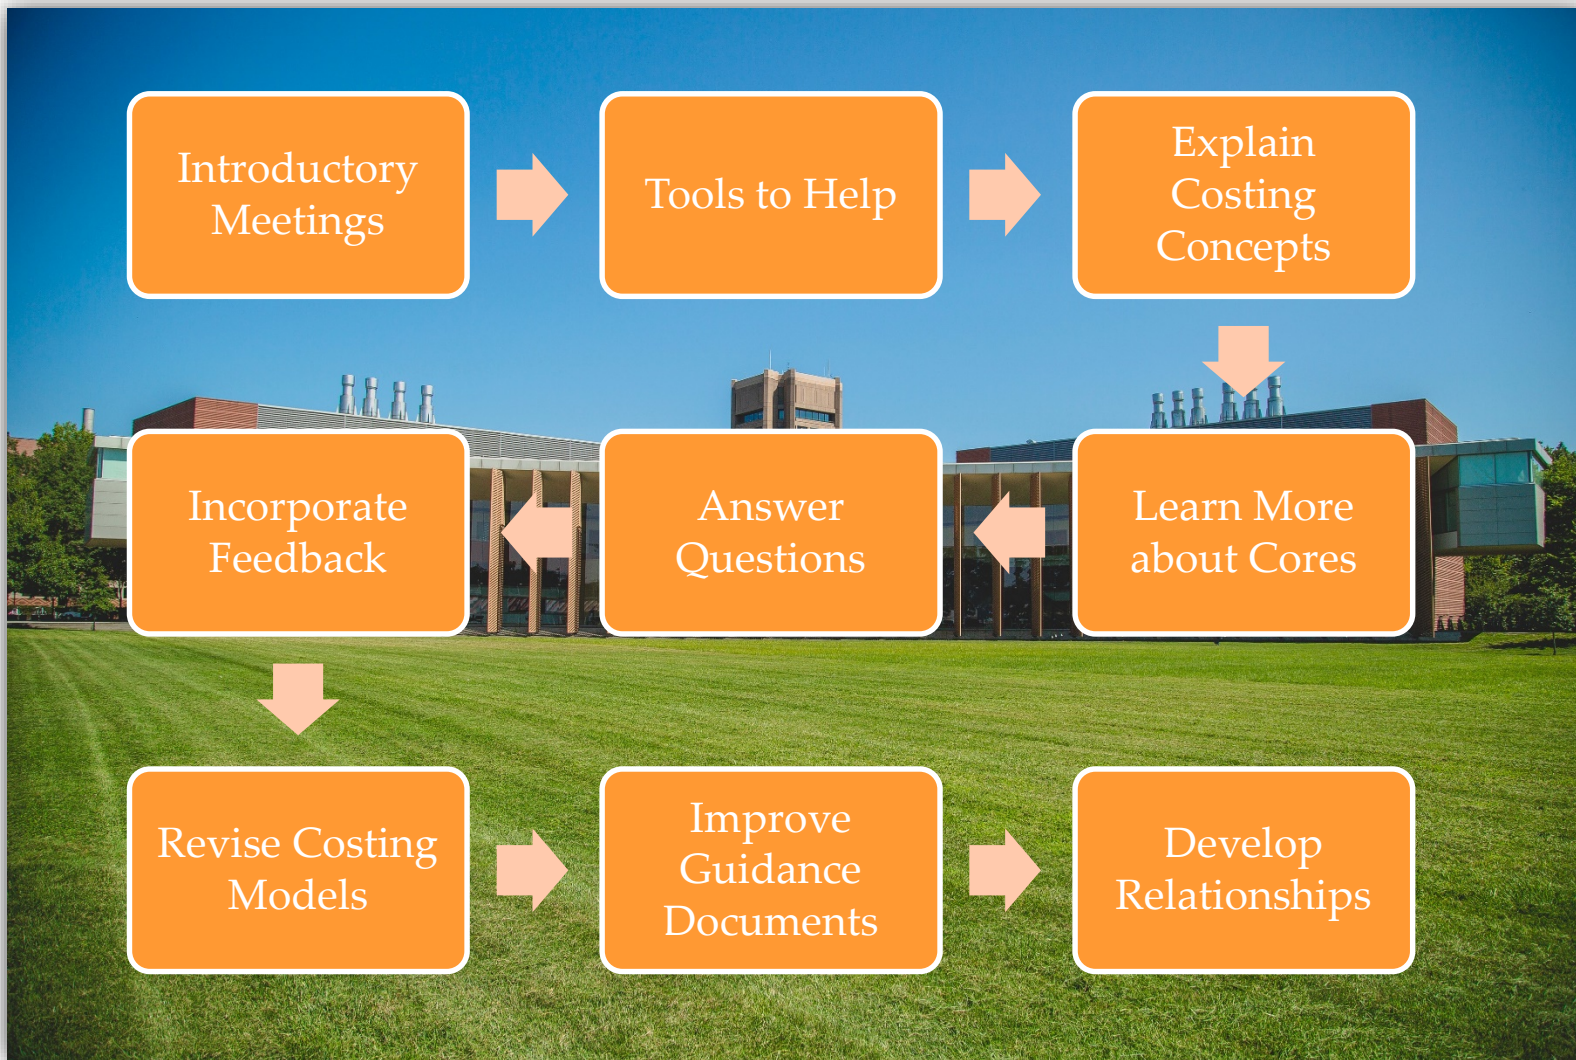 Introductory
Meetings
Tools to Help
Explain
Costing
Concepts
Learn More
about Cores
Answer
Questions
Incorporate
Feedback
Revise Costing
Models
Improve
Guidance
Documents
Develop
Relationships